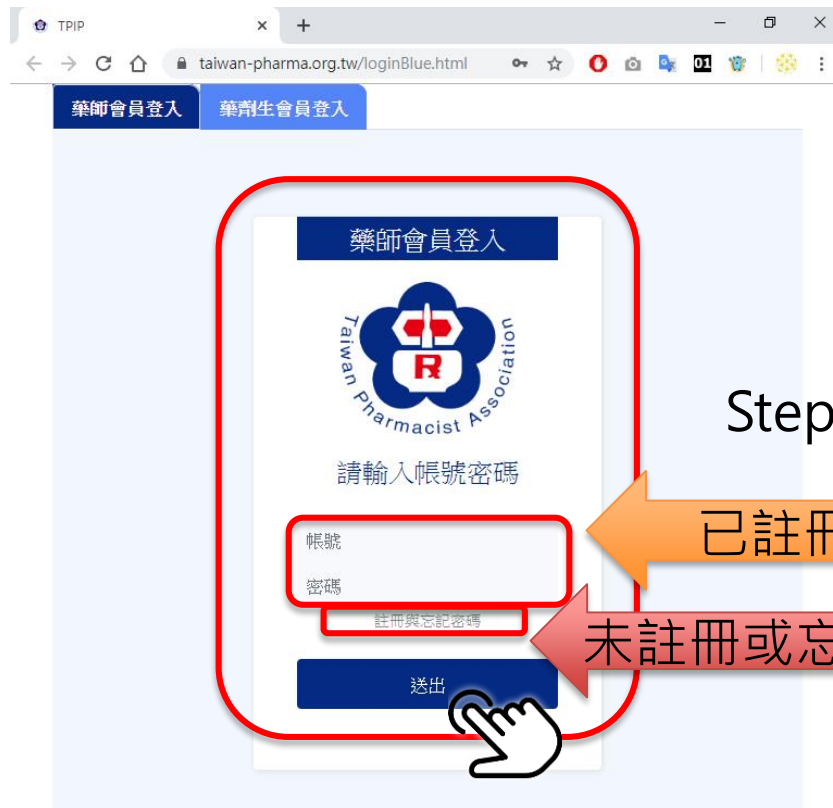 TPIP
taiwan-pharma.org.tw/loginBlue.html
01
藥師會員登入
藥劑生會員登入
藥師會員登入
Taiwan Pharmacist Association
R
請輸入帳號密碼
Step
帳號
已註冊
密碼
註冊與忘記密碼
未註冊或忘
送出